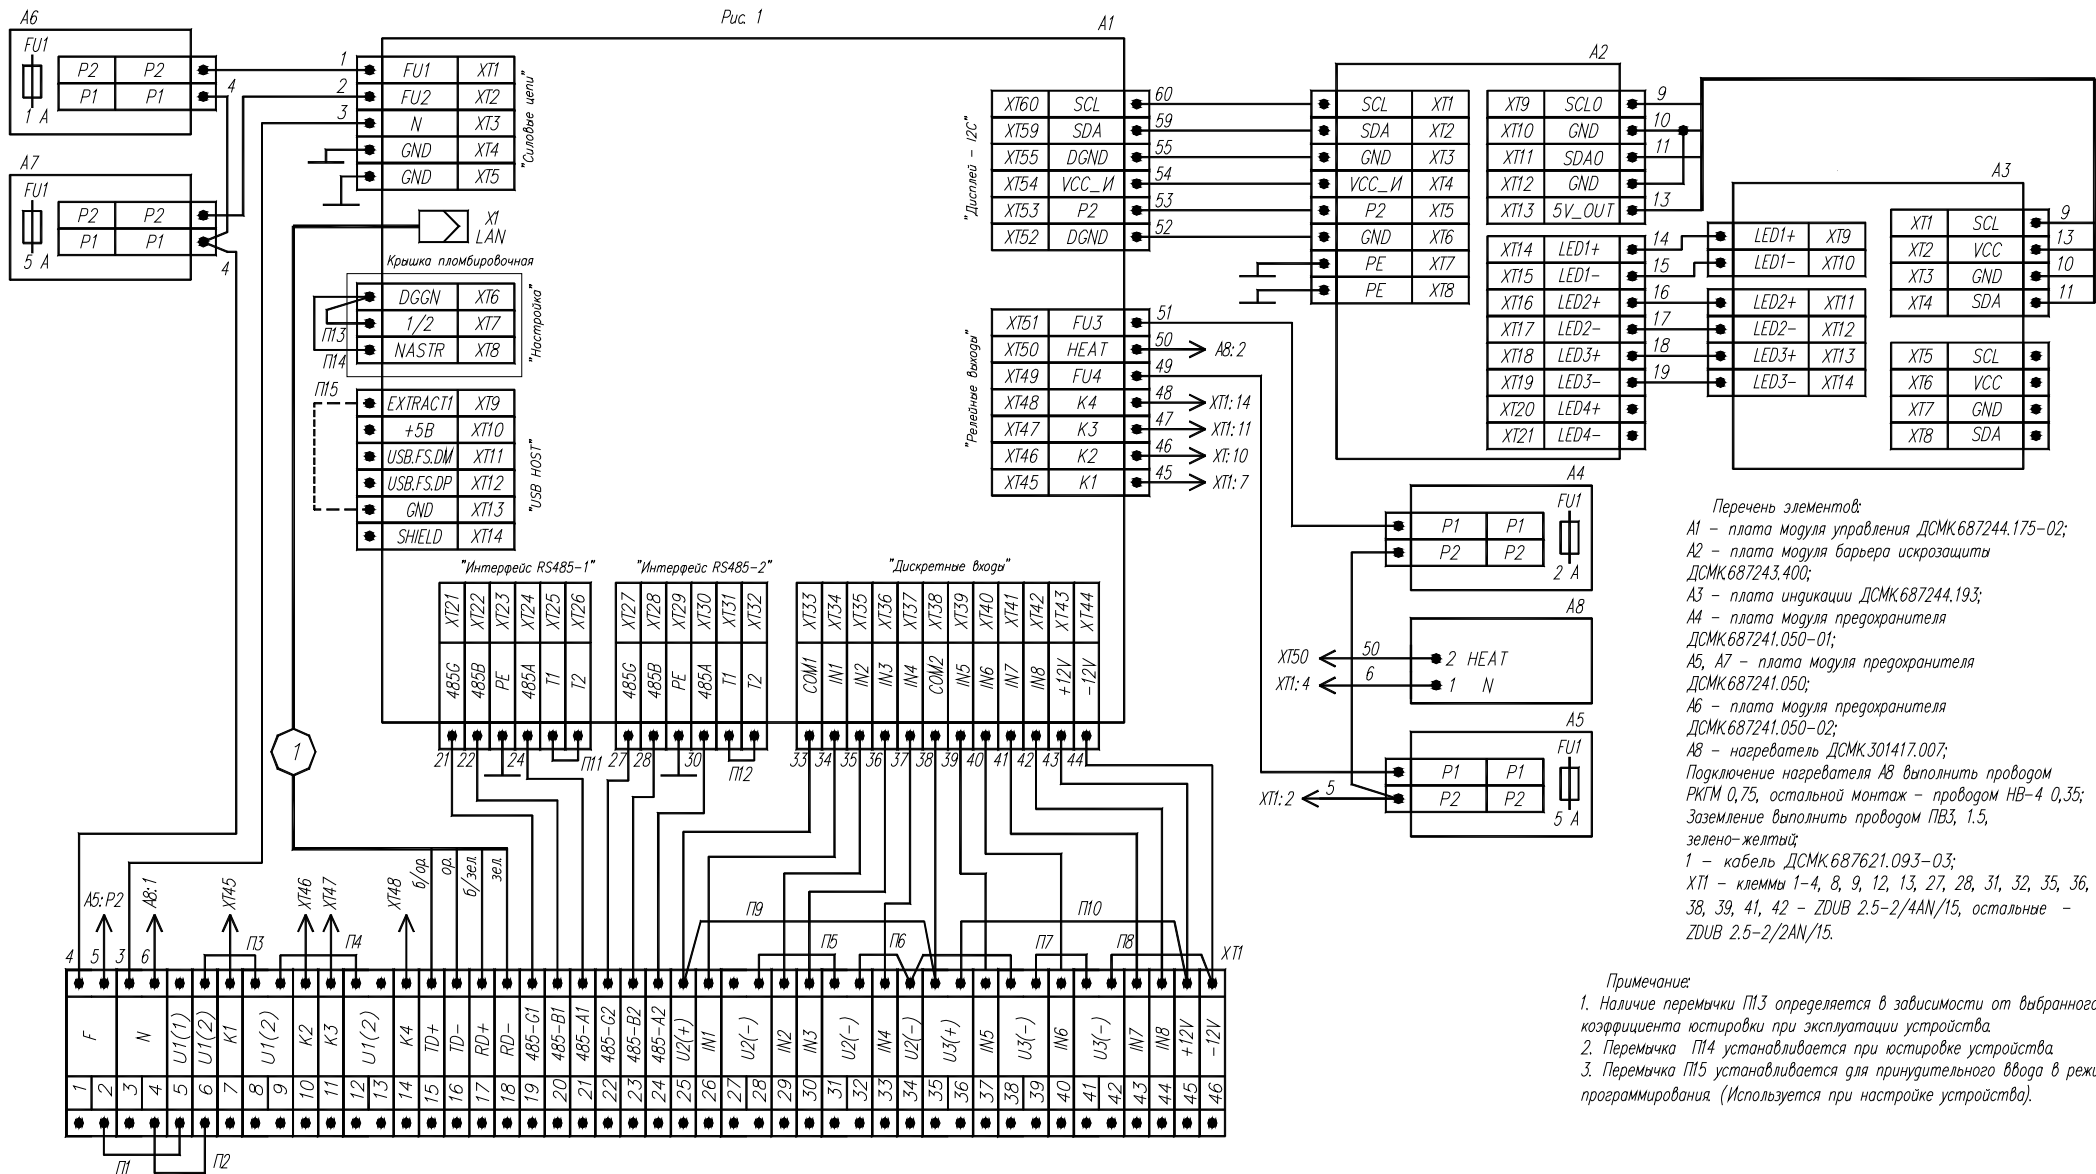 Рис. 1
А6
FU1
P2 P2
P1 P1
1 А
4
А7
FU1
P2 P2
P1 P1
5 А
4
А1
1 FU1 XT1
2 FU2 XT2
3 N XT3
GND XT4
GND XT5
"Силовые цепи"
X1
LAN
Крышка пломбировочная
DGGN XT6
1/2 XT7
NASTR XT8
"Настройка"
П13
П14
П15
EXTRACT1 XT9
+5В XT10
USB.FS.DM XT11
USB.FS.DP XT12
GND XT13
SHIELD XT14
"USB HOST"
"Дисплей - I2C"
XT60 SCL 60
XT59 SDA 59
XT55 DGND 55
XT54 VCC_И 54
XT53 P2 53
XT52 DGND 52
"Релейные выходы"
XT51 FU3 51
XT50 HEAT 50 А8:2
XT49 FU4 49
XT48 K4 48 XT1:14
XT47 K3 47 XT1:11
XT46 K2 46 XT:10
XT45 K1 45 XT1:7
А2
SCL XT1
SDA XT2
GND XT3
VCC_И XT4
P2 XT5
GND XT6
PE XT7
PE XT8
XT9 SCLO 9
XT10 GND 10
XT11 SDAO 11
XT12 GND
XT13 5V_OUT 13
XT14 LED1+ 14
XT15 LED1- 15
XT16 LED2+ 16
XT17 LED2- 17
XT18 LED3+ 18
XT19 LED3- 19
XT20 LED4+
XT21 LED4-
А3
LED1+ XT9
LED1- XT10
LED2+ XT11
LED2- XT12
LED3+ XT13
LED3- XT14
XT1 SCL 9
XT2 VCC 13
XT3 GND 10
XT4 SDA 11
XT5 SCL
XT6 VCC
XT7 GND
XT8 SDA
А4
P1 P1
P2 P2
FU1
2 А
А8
XT50 50 2 HEAT
XT1:4 6 1 N
А5
P1 P1
P2 P2
FU1
5 А
XT1:2 5
"Интерфейс RS485-1"
XT21 XT22 XT23 XT24 XT25 XT26
485G 485B PE 485A T1 T2
21 22 24 П11
"Интерфейс RS485-2"
XT27 XT28 XT29 XT30 XT31 XT32
485G 485B PE 485A T1 T2
27 28 30 П12
"Дискретные входы"
XT33 XT34 XT35 XT36 XT37 XT38 XT39 XT40 XT41 XT42 XT43 XT44
COM1 IN1 IN2 IN3 IN4 COM2 IN5 IN6 IN7 IN8 +12V -12V
33 34 35 36 37 38 39 40 41 42 43 44
1
б/ор. ор. б/зел. зел.
А5:P2 А8:1 XT45 XT46 XT47 XT48
4 5 3 6 П3 П4 П9 П5 П6 П10 П7 П8
XT1
F N U1(1) U1(2) K1 U1(2) K2 K3 U1(2) K4 TD+ TD- RD+ RD- 485-G1 485-B1 485-A1 485-G2 485-B2 485-A2 U2(+) IN1 U2(-) IN2 IN3 U2(-) IN4 U2(-) U3(+) IN5 U3(-) IN6 U3(-) IN7 IN8 +12V -12V
1 2 3 4 5 6 7 8 9 10 11 12 13 14 15 16 17 18 19 20 21 22 23 24 25 26 27 28 29 30 31 32 33 34 35 36 37 38 39 40 41 42 43 44 45 46
П1 П2
Перечень элементов:
А1 - плата модуля управления ДСМК.687244.175-02;
А2 - плата модуля барьера искрозащиты
ДСМК.687243.400;
А3 - плата индикации ДСМК.687244.193;
А4 - плата модуля предохранителя
ДСМК.687241.050-01;
А5, А7 - плата модуля предохранителя
ДСМК.687241.050;
А6 - плата модуля предохранителя
ДСМК.687241.050-02;
А8 - нагреватель ДСМК.301417.007;
Подключение нагревателя А8 выполнить проводом
РКГМ 0,75, остальной монтаж - проводом НВ-4 0,35;
Заземление выполнить проводом ПВ3, 1.5,
зелено-желтый;
1 - кабель ДСМК.687621.093-03;
XT1 - клеммы 1-4, 8, 9, 12, 13, 27, 28, 31, 32, 35, 36,
38, 39, 41, 42 - ZDUB 2.5-2/4AN/15, остальные -
ZDUB 2.5-2/2AN/15.
Примечание:
1. Наличие перемычки П13 определяется в зависимости от выбранного
коэффициента юстировки при эксплуатации устройства.
2. Перемычка П14 устанавливается при юстировке устройства.
3. Перемычка П15 устанавливается для принудительного ввода в режи
программирования. (Используется при настройке устройства).